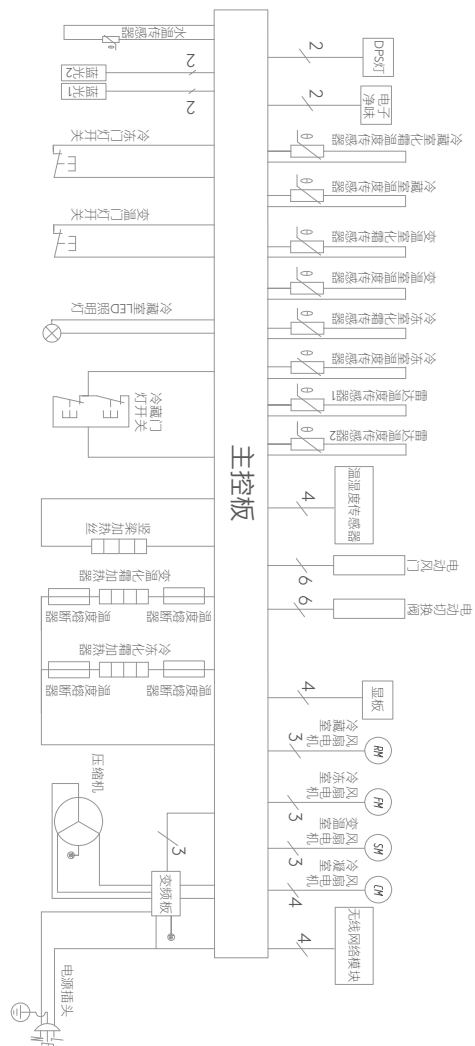 水温传感器
θ
2
蓝光2
蓝光1
2
冷冻门灯开关
变温门灯开关
冷藏室LED照明灯
冷藏门
灯开关
竖梁加热丝
变温化霜加热器
温度熔断器
温度熔断器
冷冻化霜加热器
温度熔断器
温度熔断器
压缩机
3
变频板
电源插头
主控板
2
DPS灯
2
电子
净味
冷藏室化霜温度传感器
θ
冷藏室温度传感器
θ
变温室化霜传感器
θ
变温室温度传感器
θ
冷冻室化霜传感器
θ
冷冻室温度传感器
θ
雷达温度传感器1
θ
雷达温度传感器2
θ
4
温湿度传感器
6
电动风门
6
电动切换阀
4
显板
冷藏室
风扇电机
3
RM
冷冻室
风扇电机
3
FM
变温室
风扇电机
3
SM
冷凝室
风扇电机
4
CM
4
无线网络模块